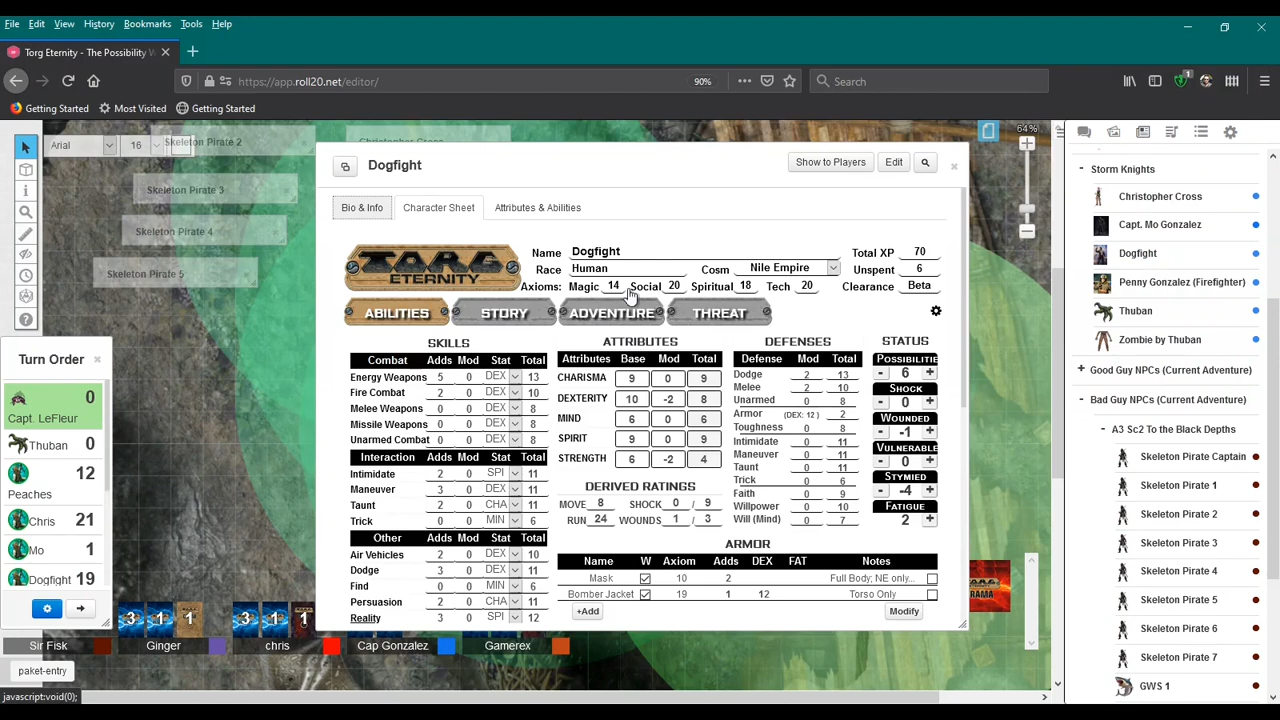 File Edit View History Bookmarks Tools Help
Torg Eternity - The Possibility W
https://app.roll20.net/editor/ 90% Search
Getting Started Most Visited Getting Started
Arial 16
Skeleton Pirate 2
Christopher Cross
Skeleton Pirate 3
Skeleton Pirate 4
Skeleton Pirate 5
64%
Turn Order
0
Capt. LeFleur
Thuban 0
12
Peaches
Chris 21
Mo 1
Dogfight 19
Dogfight
Show to Players Edit
Bio & Info Character Sheet Attributes & Abilities
TORG
ETERNITY
Name Dogfight Total XP 70
Race Human Cosm Nile Empire Unspent 6
Axioms: Magic 14 Social 20 Spiritual 18 Tech 20 Clearance Beta
ABILITIES STORY ADVENTURE THREAT
SKILLS
Combat Adds Mod Stat Total
Energy Weapons 5 0 DEX 13
Fire Combat 2 0 DEX 10
Melee Weapons 0 0 DEX 8
Missile Weapons 0 0 DEX 8
Unarmed Combat 0 0 DEX 8
Interaction Adds Mod Stat Total
Intimidate 2 0 SPI 11
Maneuver 3 0 DEX 11
Taunt 2 0 CHA 11
Trick 0 0 MIN 6
Other Adds Mod Stat Total
Air Vehicles 2 0 DEX 10
Dodge 3 0 DEX 11
Find 0 0 MIN 6
Persuasion 2 0 CHA 11
Reality 3 0 SPI 12
ATTRIBUTES
Attributes Base Mod Total
CHARISMA 9 0 9
DEXTERITY 10 -2 8
MIND 6 0 6
SPIRIT 9 0 9
STRENGTH 6 -2 4
DERIVED RATINGS
MOVE 8 SHOCK 0 / 9
RUN 24 WOUNDS 1 / 3
DEFENSES
Defense Mod Total
Dodge 2 13
Melee 2 10
Unarmed 0 8
Armor (DEX: 12 ) 2
Toughness 0 8
Intimidate 0 11
Maneuver 0 11
Taunt 0 11
Trick 0 6
Faith 0 9
Willpower 0 10
Will (Mind) 0 7
STATUS
POSSIBILITIE
- 6 +
SHOCK
- 0 +
WOUNDED
- -1 +
VULNERABLE
- 0 +
STYMIED
- -4 +
FATIGUE
2 +
ARMOR
Name W Axiom Adds DEX FAT Notes
Mask 10 2 Full Body; NE only...
Bomber Jacket 19 1 12 Torso Only
+Add Modify
Storm Knights
Christopher Cross
Capt. Mo Gonzalez
Dogfight
Penny Gonzalez (Firefighter)
Thuban
Zombie by Thuban
Good Guy NPCs (Current Adventure)
Bad Guy NPCs (Current Adventure)
A3 Sc2 To the Black Depths
Skeleton Pirate Captain
Skeleton Pirate 1
Skeleton Pirate 2
Skeleton Pirate 3
Skeleton Pirate 4
Skeleton Pirate 5
Skeleton Pirate 6
Skeleton Pirate 7
GWS 1
3 1 1 3 1 1
Sir Fisk Ginger chris Cap Gonzalez Gamerex
paket-entry
javascript:void(0);